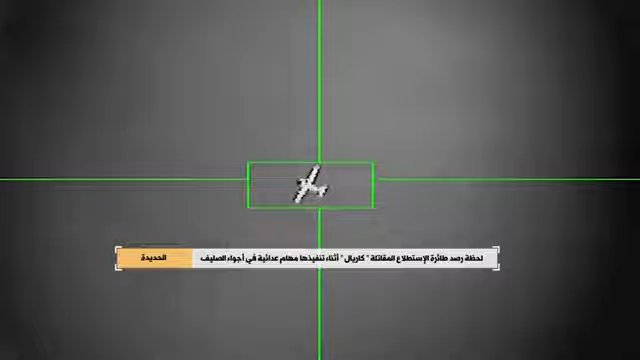 لحظة رصد طائرة الإستطلاع المقاتلة " كاريال " أثناء تنفيذها مهام عدائية في أجواء الصليف
الحديدة